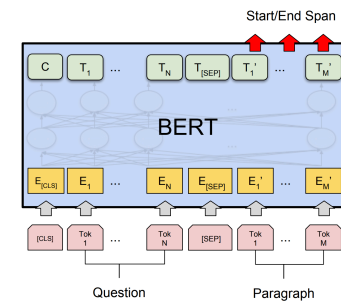 Start/End Span
C T1 ... TN T[SEP] T1' ... TM'
BERT
E[CLS] E1 ... EN E[SEP] E1' ... EM'
[CLS] Tok 1 ... Tok N [SEP] Tok 1 ... Tok M
Question Paragraph